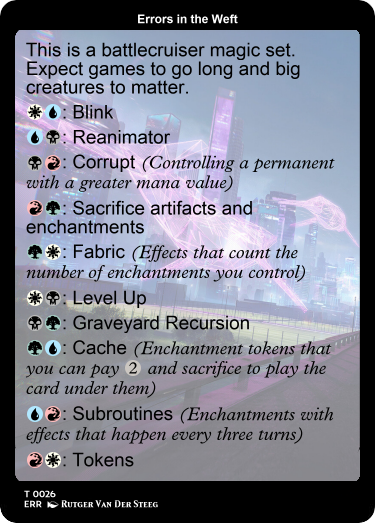 Errors in the Weft
This is a battlecruiser magic set.
Expect games to go long and big
creatures to matter.
: Blink
: Reanimator
: Corrupt (Controlling a permanent
with a greater mana value)
: Sacrifice artifacts and
enchantments
: Fabric (Effects that count the
number of enchantments you control)
: Level Up
: Graveyard Recursion
: Cache (Enchantment tokens that
you can pay 2 and sacrifice to play the
card under them)
: Subroutines (Enchantments with
effects that happen every three turns)
: Tokens
T 0026
ERR Rutger Van Der Steeg